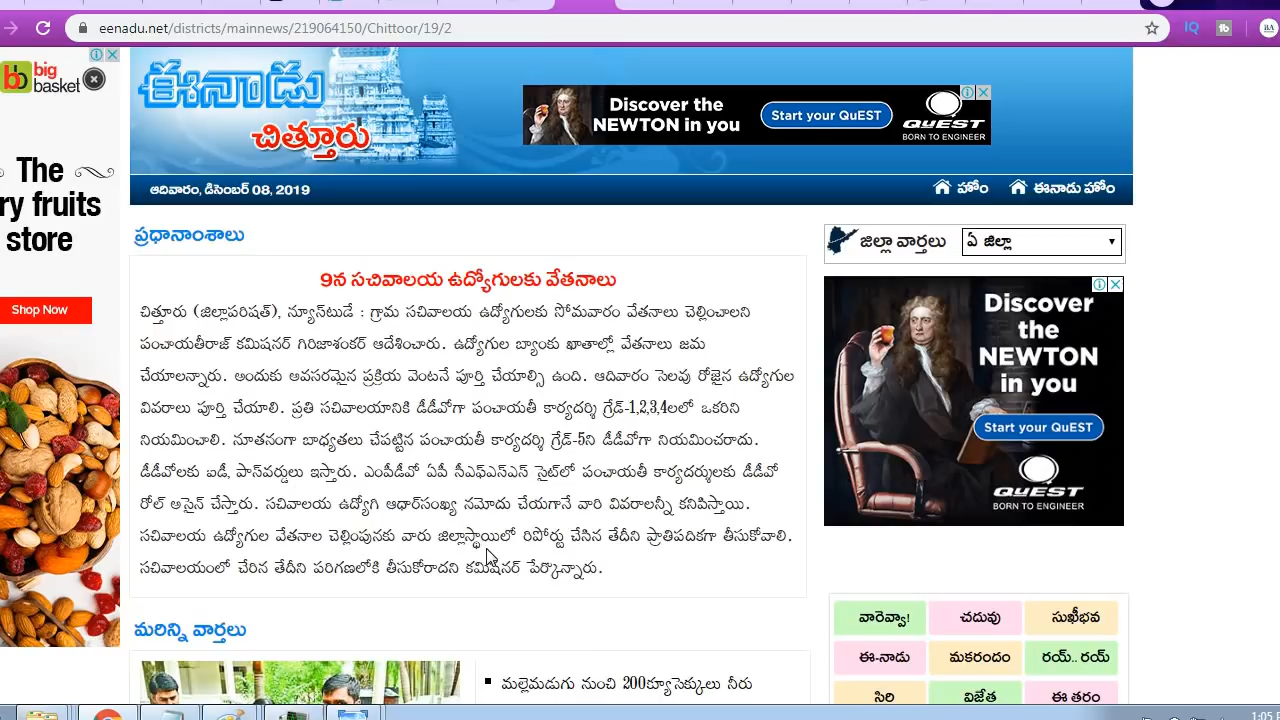 eenadu.net/districts/mainnews/219064150/Chittoor/19/2
big
basket
The
ry fruits
store
Shop Now
ఈనాడు
చిత్తూరు
Discover the
NEWTON in you
Start your QuEST
QUEST
BORN TO ENGINEER
ఆదివారం, డిసెంబర్ 08, 2019
హోం
ఈనాడు హోం
ప్రధానాంశాలు
9న సచివాలయ ఉద్యోగులకు వేతనాలు
చిత్తూరు (జిల్లాపరిషత్), న్యూస్‌టుడే : గ్రామ సచివాలయ ఉద్యోగులకు సోమవారం వేతనాలు చెల్లించాలని
పంచాయతీరాజ్ కమిషనర్ గిరిజాశంకర్ ఆదేశించారు. ఉద్యోగుల బ్యాంకు ఖాతాల్లో వేతనాలు జమ
చేయాలన్నారు. అందుకు అవసరమైన ప్రక్రియ వెంటనే పూర్తి చేయాల్సి ఉంది. ఆదివారం సెలవు రోజైన ఉద్యోగుల
వివరాలు పూర్తి చేయాలి. ప్రతి సచివాలయానికి డీడీవోగా పంచాయతీ కార్యదర్శి గ్రేడ్-1,2,3,4లలో ఒకరిని
నియమించాలి. నూతనంగా బాధ్యతలు చేపట్టిన పంచాయతీ కార్యదర్శి గ్రేడ్-5ని డీడీవోగా నియమించరాదు.
డీడీవోలకు ఐడీ, పాస్‌వర్డులు ఇస్తారు. ఎంపీడీవో ఏపీ సీఎఫ్ఎస్ఎస్ సైట్‌లో పంచాయతీ కార్యదర్శులకు డీడీవో
రోల్ అసైన్ చేస్తారు. సచివాలయ ఉద్యోగి ఆధార్‌సంఖ్య నమోదు చేయగానే వారి వివరాలన్నీ కనిపిస్తాయి.
సచివాలయ ఉద్యోగుల వేతనాల చెల్లింపునకు వారు జిల్లాస్థాయిలో రిపోర్టు చేసిన తేదీని ప్రాతిపదికగా తీసుకోవాలి.
సచివాలయంలో చేరిన తేదీని పరిగణలోకి తీసుకోరాదని కమిషనర్ పేర్కొన్నారు.
మరిన్ని వార్తలు
మల్లెమడుగు నుంచి 200క్యూసెక్కులు నీరు
జిల్లా వార్తలు
ఏ జిల్లా
Discover
the
NEWTON
in you
Start your QuEST
QUEST
BORN TO ENGINEER
వారెవ్వా! చదువు సుఖీభవ
ఈ-నాడు మకరందం రయ్.. రయ్
సిరి విజేత ఈ తరం